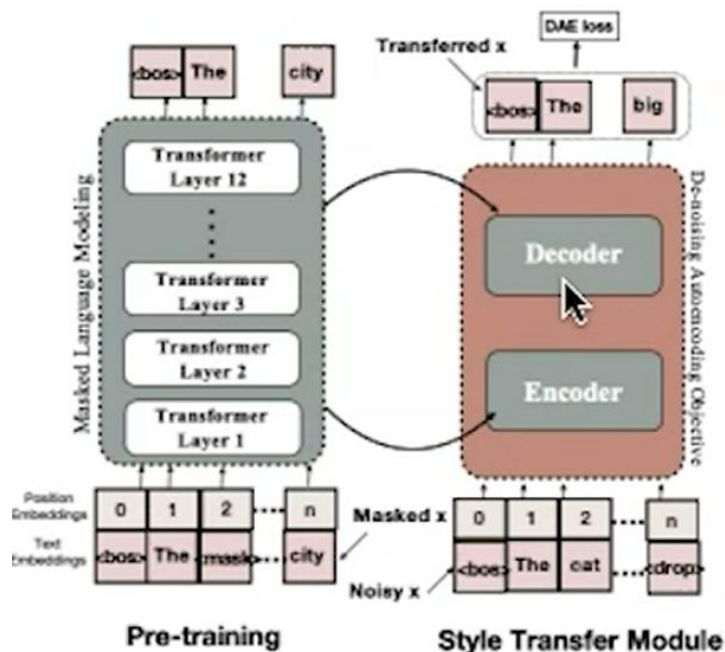 DAE loss
Transferred x
<bos> The city
<bos> The big
Masked Language Modeling
Transformer
Layer 12
Transformer
Layer 3
Transformer
Layer 2
Transformer
Layer 1
Decoder
Encoder
De-noising Autoencoding Objective
Position
Embeddings
0 1 2 n
Text
Embeddings
<bos> The <mask> city
Masked x
Noisy x
0 1 2 n
<bos> The cat <drop>
Pre-training
Style Transfer Module